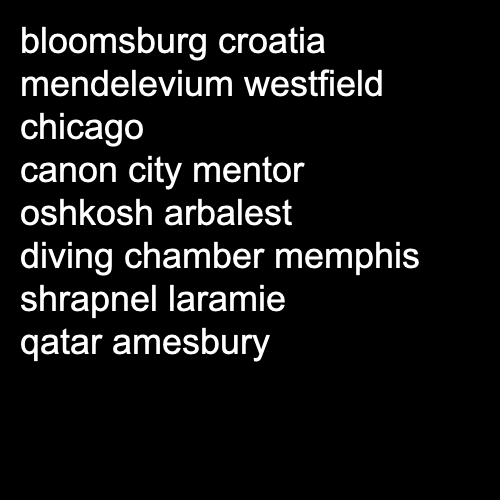 bloomsburg croatia
mendelevium westfield
chicago
canon city mentor
oshkosh arbalest
diving chamber memphis
shrapnel laramie
qatar amesbury